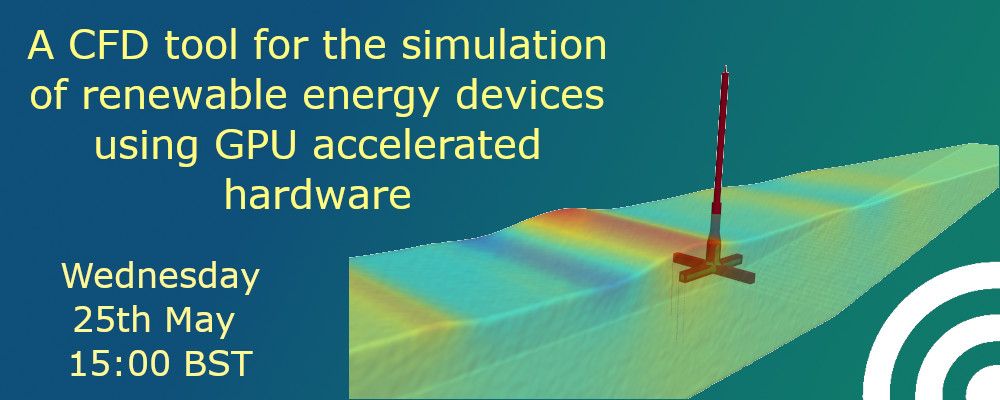 A CFD tool for the simulation
of renewable energy devices
using GPU accelerated
hardware
Wednesday
25th May
15:00 BST